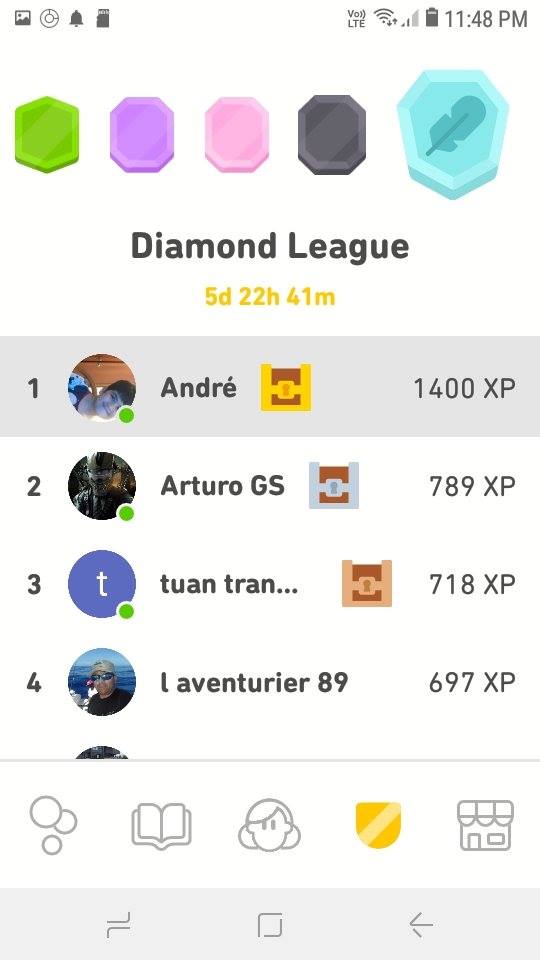 Vo))
LTE
11:48 PM
Diamond League
5d 22h 41m
1 André 1400 XP
2 Arturo GS 789 XP
3 t tuan tran... 718 XP
4 l aventurier 89 697 XP